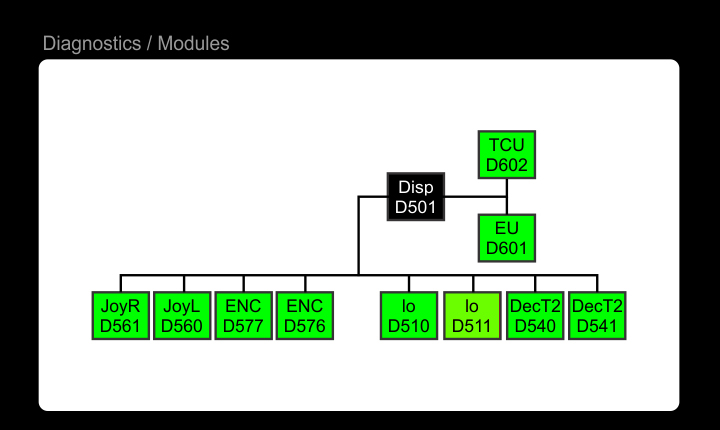 Diagnostics / Modules
TCU
D602
Disp
D501
EU
D601
JoyR
D561
JoyL
D560
ENC
D577
ENC
D576
Io
D510
Io
D511
DecT2
D540
DecT2
D541